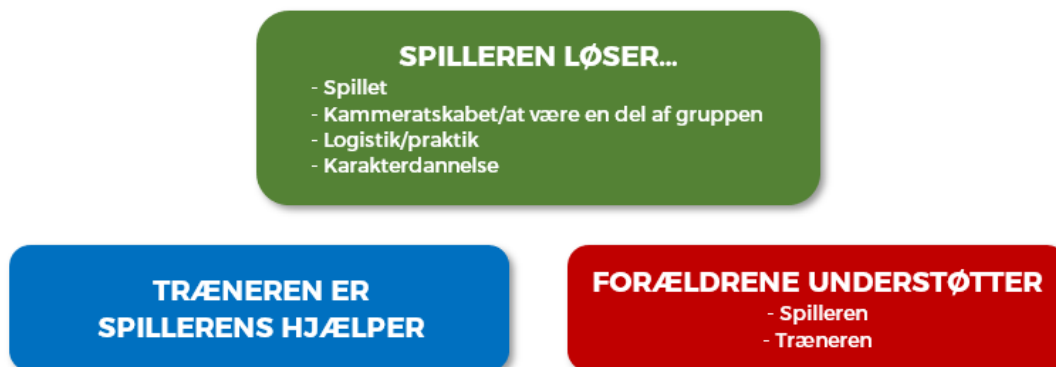 SPILLEREN LØSER...
- Spillet
- Kammeratskabet/at være en del af gruppen
- Logistik/praktik
- Karakterdannelse
TRÆNEREN ER
SPILLERENS HJÆLPER
FORÆLDRENE UNDERSTØTTER
- Spilleren
- Træneren